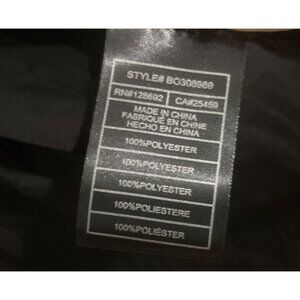 STYLE# BO308989
RN#128692 CA#25459
MADE IN CHINA
FABRIQUÉ EN CHINE
HECHO EN CHINA
100%POLYESTER
100%POLYESTER
100%POLYESTER
100%POLIESTERE
100%POLIÉSTER